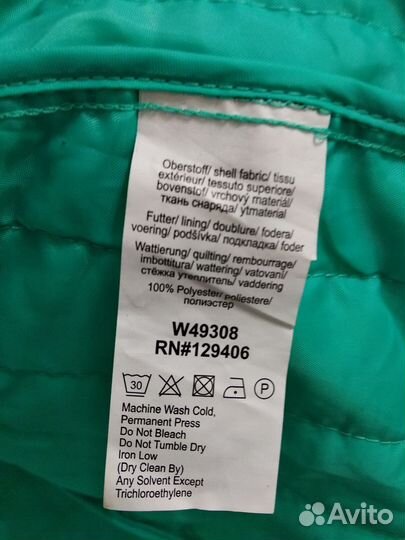 Oberstoff/ shell fabric/ tissu
extérieur/ tessuto superiore/
bovenstof/ vrchový materiál/
ткань снаряда/ ytmaterial
Futter/ lining/ doublure/ fodera/
voering/ podšívka/ подкладка/ foder
Wattierung/ quilting/ rembourrage/
imbottitura/ wattering/ vatovaní/
стёжка утеплитель/ vaddering
100% Polyester/ poliestere/
полиэстер
W49308
RN#129406
30 P
Machine Wash Cold,
Permanent Press
Do Not Bleach
Do Not Tumble Dry
Iron Low
(Dry Clean By)
Any Solvent Except
Trichloroethylene
Avito